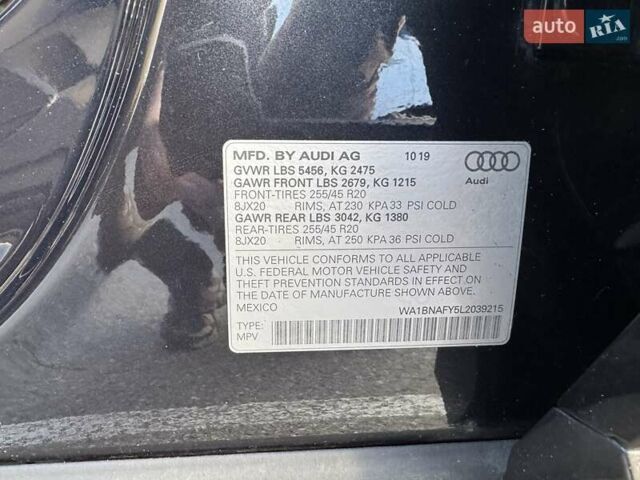 auto RIA .com
MFD. BY AUDI AG 10 19
GVWR LBS 5456, KG 2475
GAWR FRONT LBS 2679, KG 1215
FRONT-TIRES 255/45 R20
8JX20 RIMS, AT 230 KPA 33 PSI COLD
GAWR REAR LBS 3042, KG 1380
REAR-TIRES 255/45 R20
8JX20 RIMS, AT 250 KPA 36 PSI COLD
Audi
THIS VEHICLE CONFORMS TO ALL APPLICABLE
U.S. FEDERAL MOTOR VEHICLE SAFETY AND
THEFT PREVENTION STANDARDS IN EFFECT ON
THE DATE OF MANUFACTURE SHOWN ABOVE.
MEXICO WA1BNAFY5L2039215
TYPE:
MPV